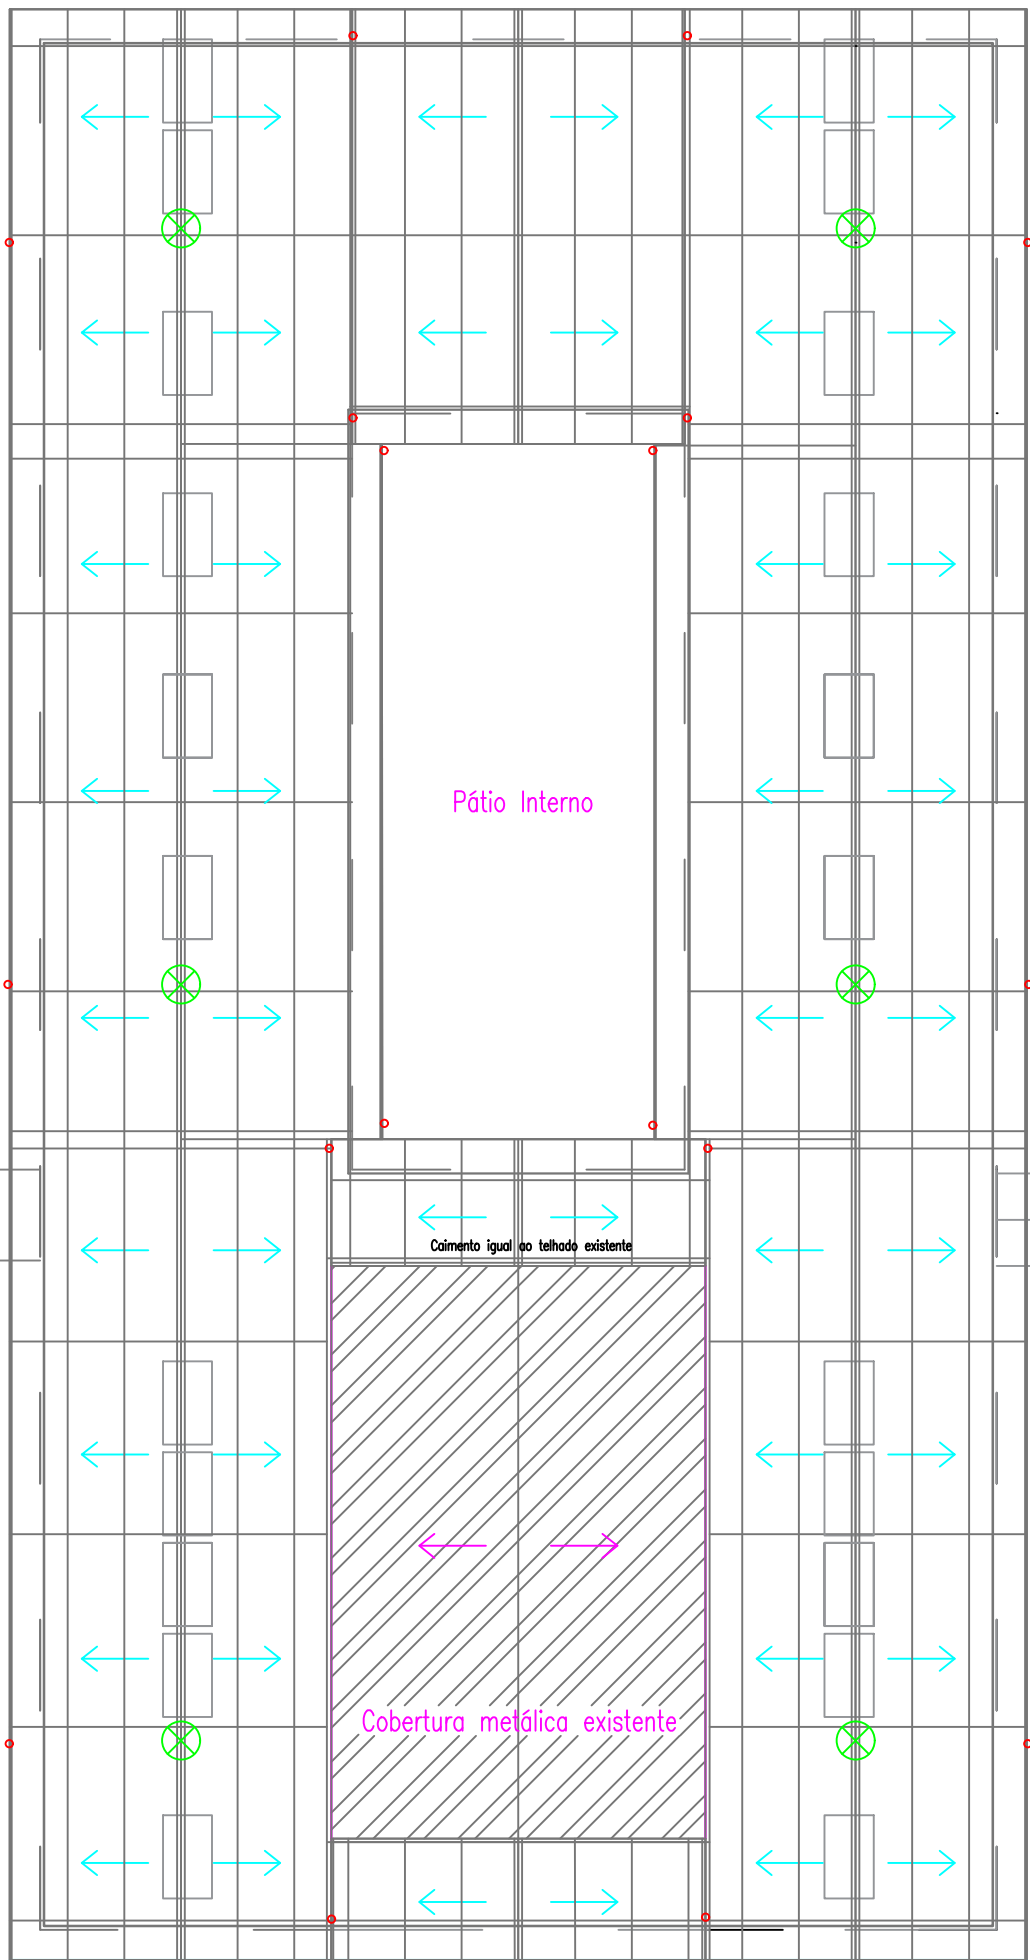 Pátio Interno
Caimento igual ao telhado existente
Cobertura metálica existente